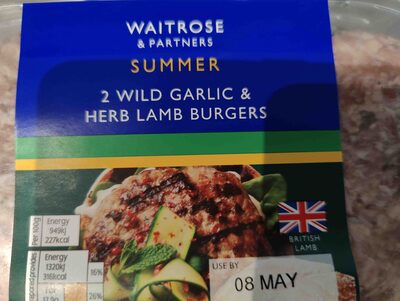 WAITROSE
& PARTNERS
SUMMER
2 WILD GARLIC &
HERB LAMB BURGERS
BRITISH
LAMB
Per 100g
Energy
949kJ
227kcal
Energy
1320kJ
316kcal
16%
26%
USE BY
08 MAY